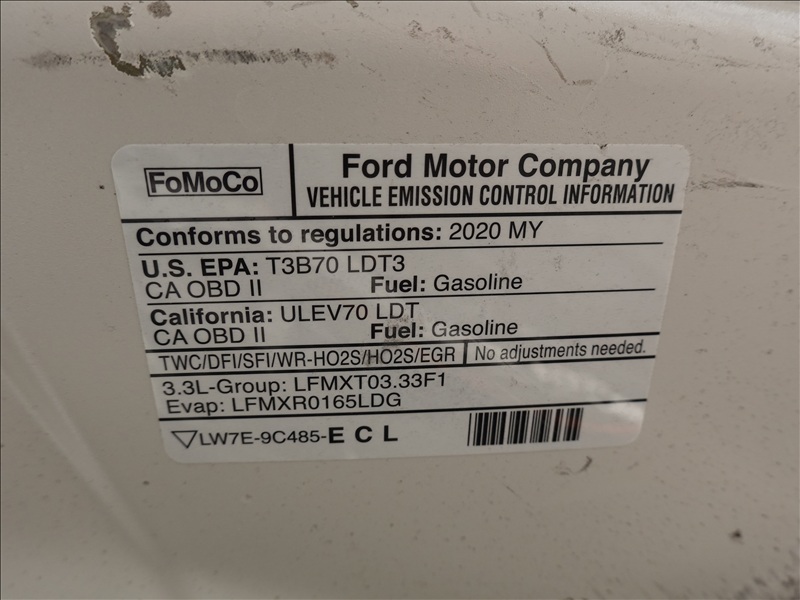 FoMoCo
Ford Motor Company
VEHICLE EMISSION CONTROL INFORMATION
Conforms to regulations: 2020 MY
U.S. EPA: T3B70 LDT3
CA OBD II Fuel: Gasoline
California: ULEV70 LDT
CA OBD II Fuel: Gasoline
TWC/DFI/SFI/WR-HO2S/HO2S/EGR No adjustments needed.
3.3L-Group: LFMXT03.33F1
Evap: LFMXR0165LDG
LW7E-9C485-E C L